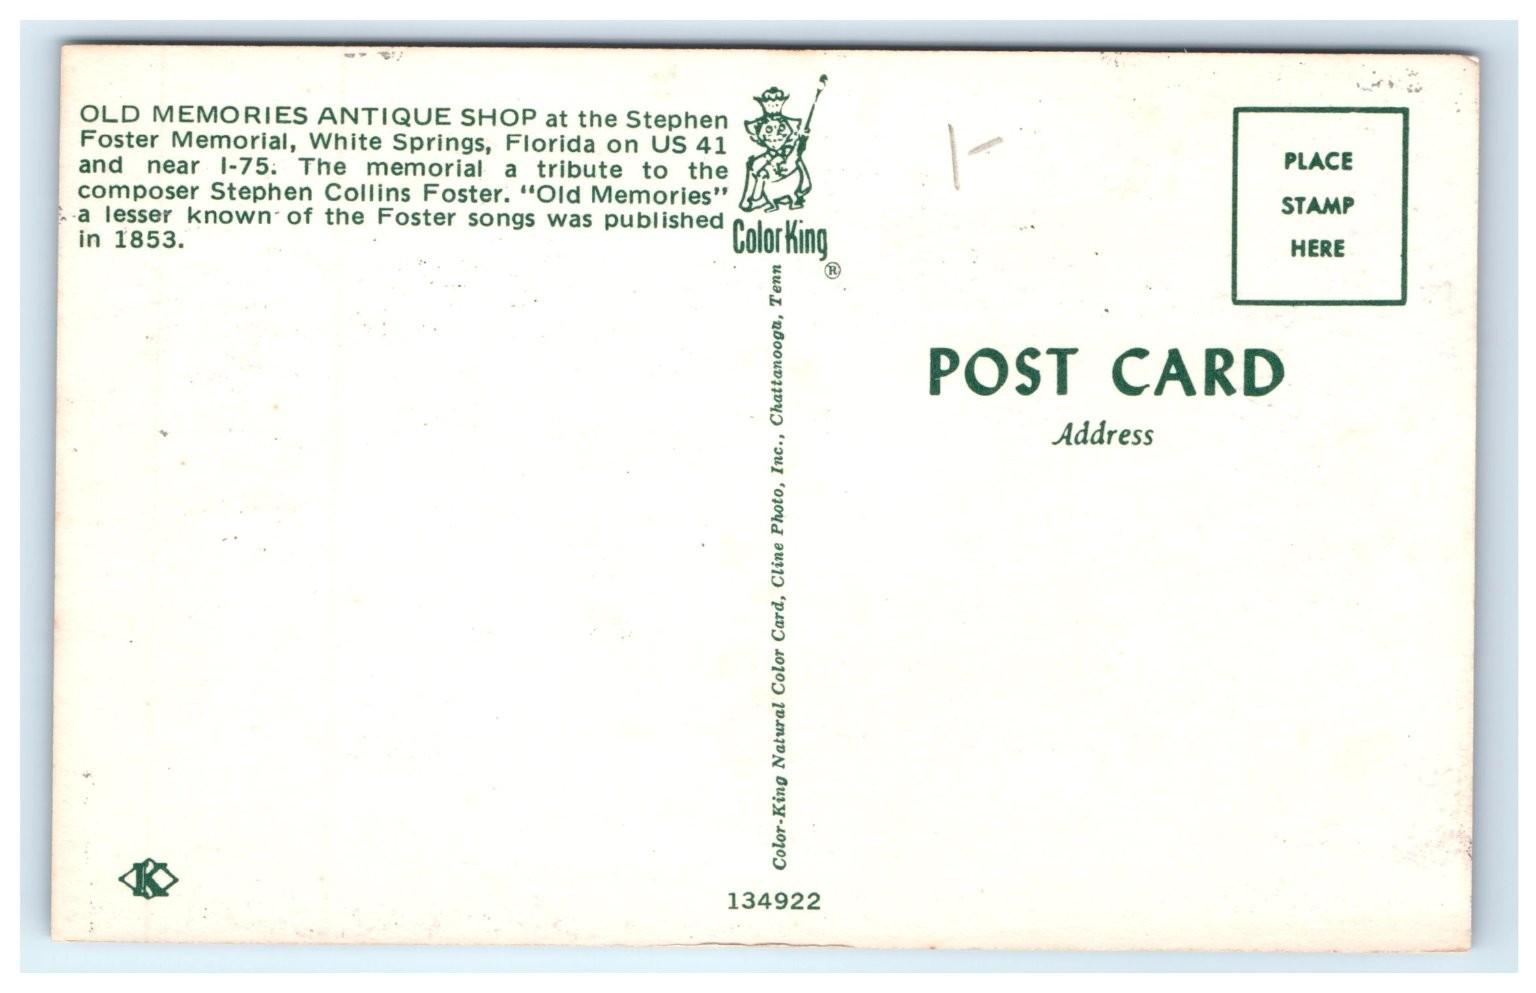 OLD MEMORIES ANTIQUE SHOP at the Stephen
Foster Memorial, White Springs, Florida on US 41
and near I-75. The memorial a tribute to the
composer Stephen Collins Foster. "Old Memories"
a lesser known of the Foster songs was published
in 1853.
Color King
®
Color-King Natural Color Card, Cline Photo, Inc., Chattanooga, Tenn
PLACE
STAMP
HERE
POST CARD
Address
K
134922